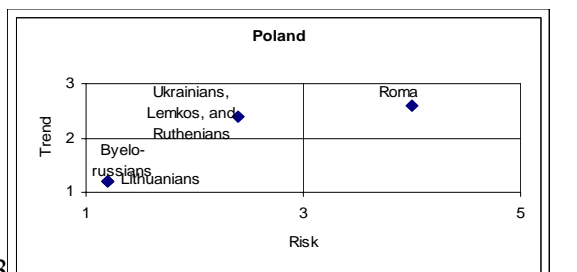 Poland
3
2
1
Trend
Ukrainians,
Lemkos, and
Ruthenians
Roma
Byelo-
russians
Lithuanians
1 3 5
Risk